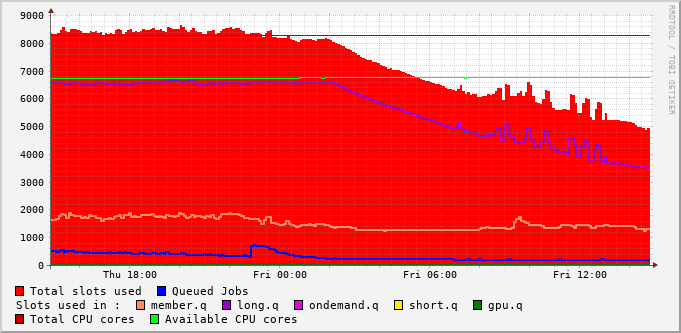 RRDTOOL / TOBI OETIKER
9000
8000
7000
6000
5000
4000
3000
2000
1000
0
Thu 18:00 Fri 00:00 Fri 06:00 Fri 12:00
Total slots used Queued Jobs
Slots used in : member.q long.q ondemand.q short.q gpu.q
Total CPU cores Available CPU cores